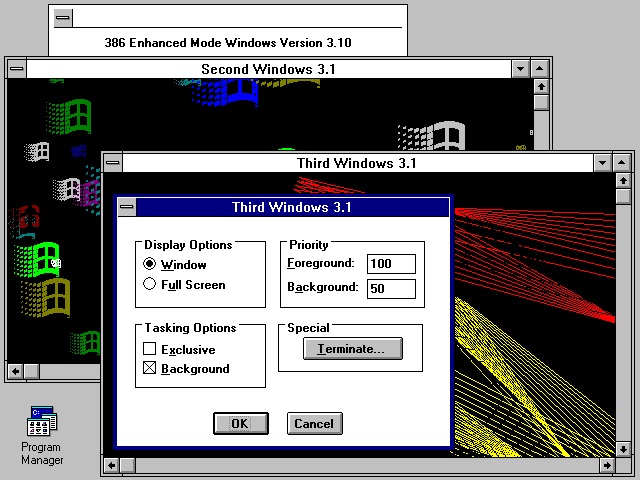 386 Enhanced Mode Windows Version 3.10
Second Windows 3.1
Third Windows 3.1
Third Windows 3.1
Display Options
Window
Full Screen
Priority
Foreground: 100
Background: 50
Tasking Options
Exclusive
Background
Special
Terminate...
OK
Cancel
C:\
Program
Manager